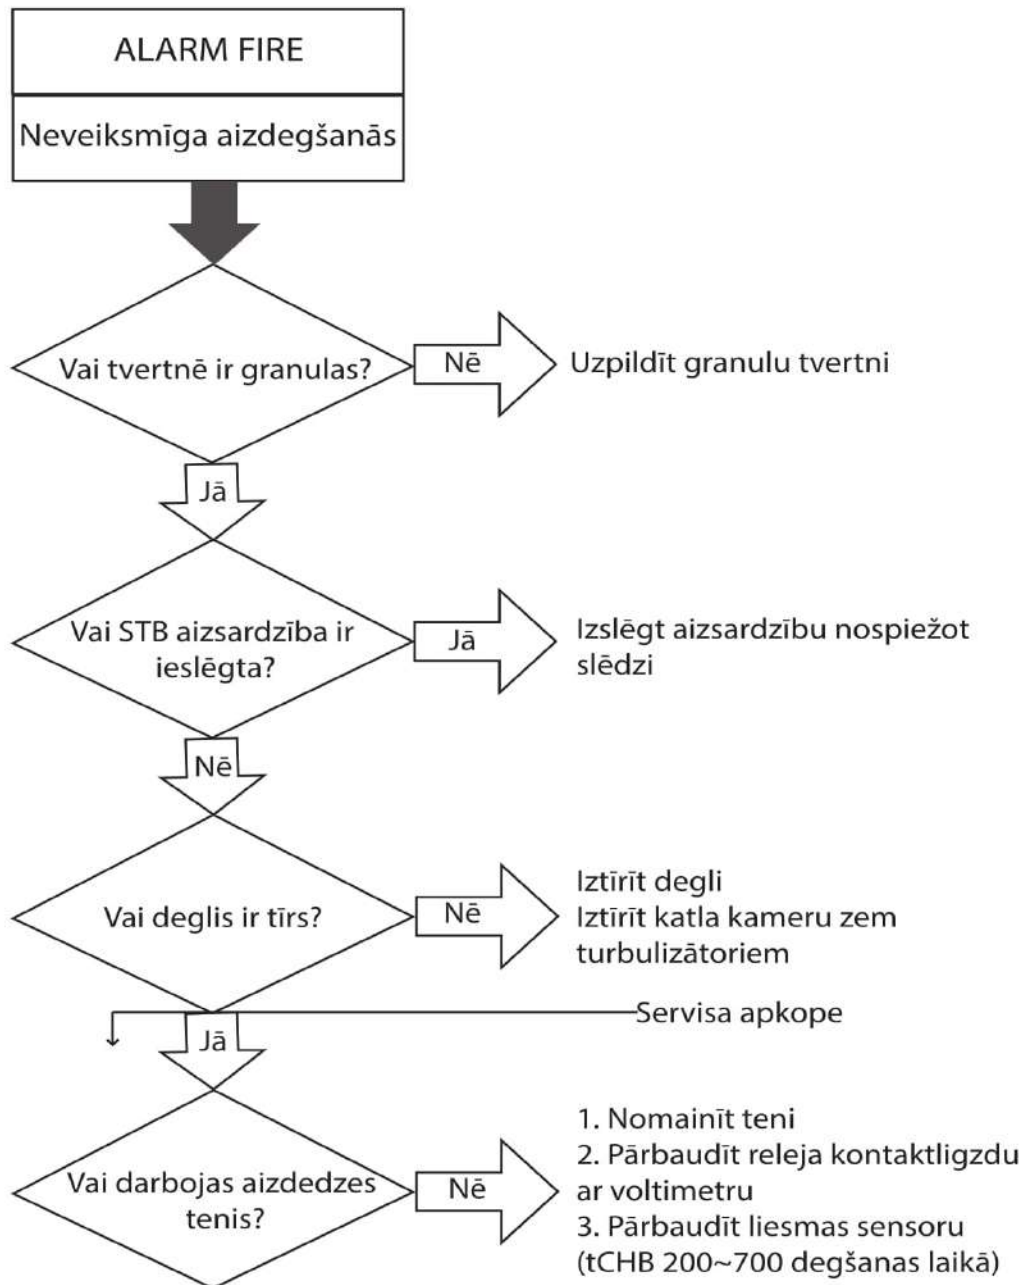 ALARM FIRE
Neveiksmīga aizdegšanās
Vai tvertnē ir granulas?
Nē
Uzpildīt granulu tvertni
Jā
Vai STB aizsardzība ir
ieslēgta?
Jā
Izslēgt aizsardzību nospiežot
slēdzi
Nē
Vai deglis ir tīrs?
Nē
Iztīrīt degli
Iztīrīt katla kameru zem
turbulizātoriem
Servisa apkope
Jā
Vai darbojas aizdedzes
tenis?
Nē
1. Nomainīt teni
2. Pārbaudīt releja kontaktligzdu
ar voltimetru
3. Pārbaudīt liesmas sensoru
(tCHB 200~700 degšanas laikā)